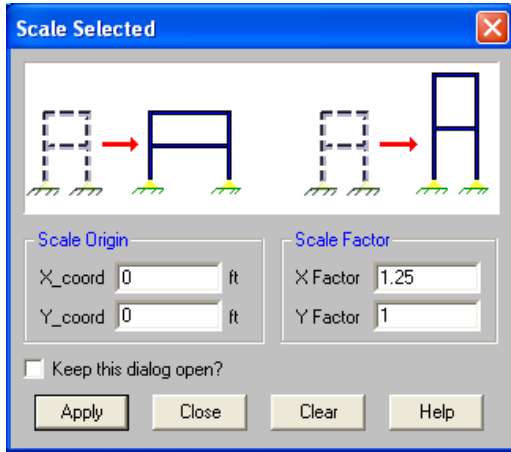 Scale Selected
Scale Origin
X_coord 0 ft
Y_coord 0 ft
Scale Factor
X Factor 1.25
Y Factor 1
Keep this dialog open?
Apply Close Clear Help